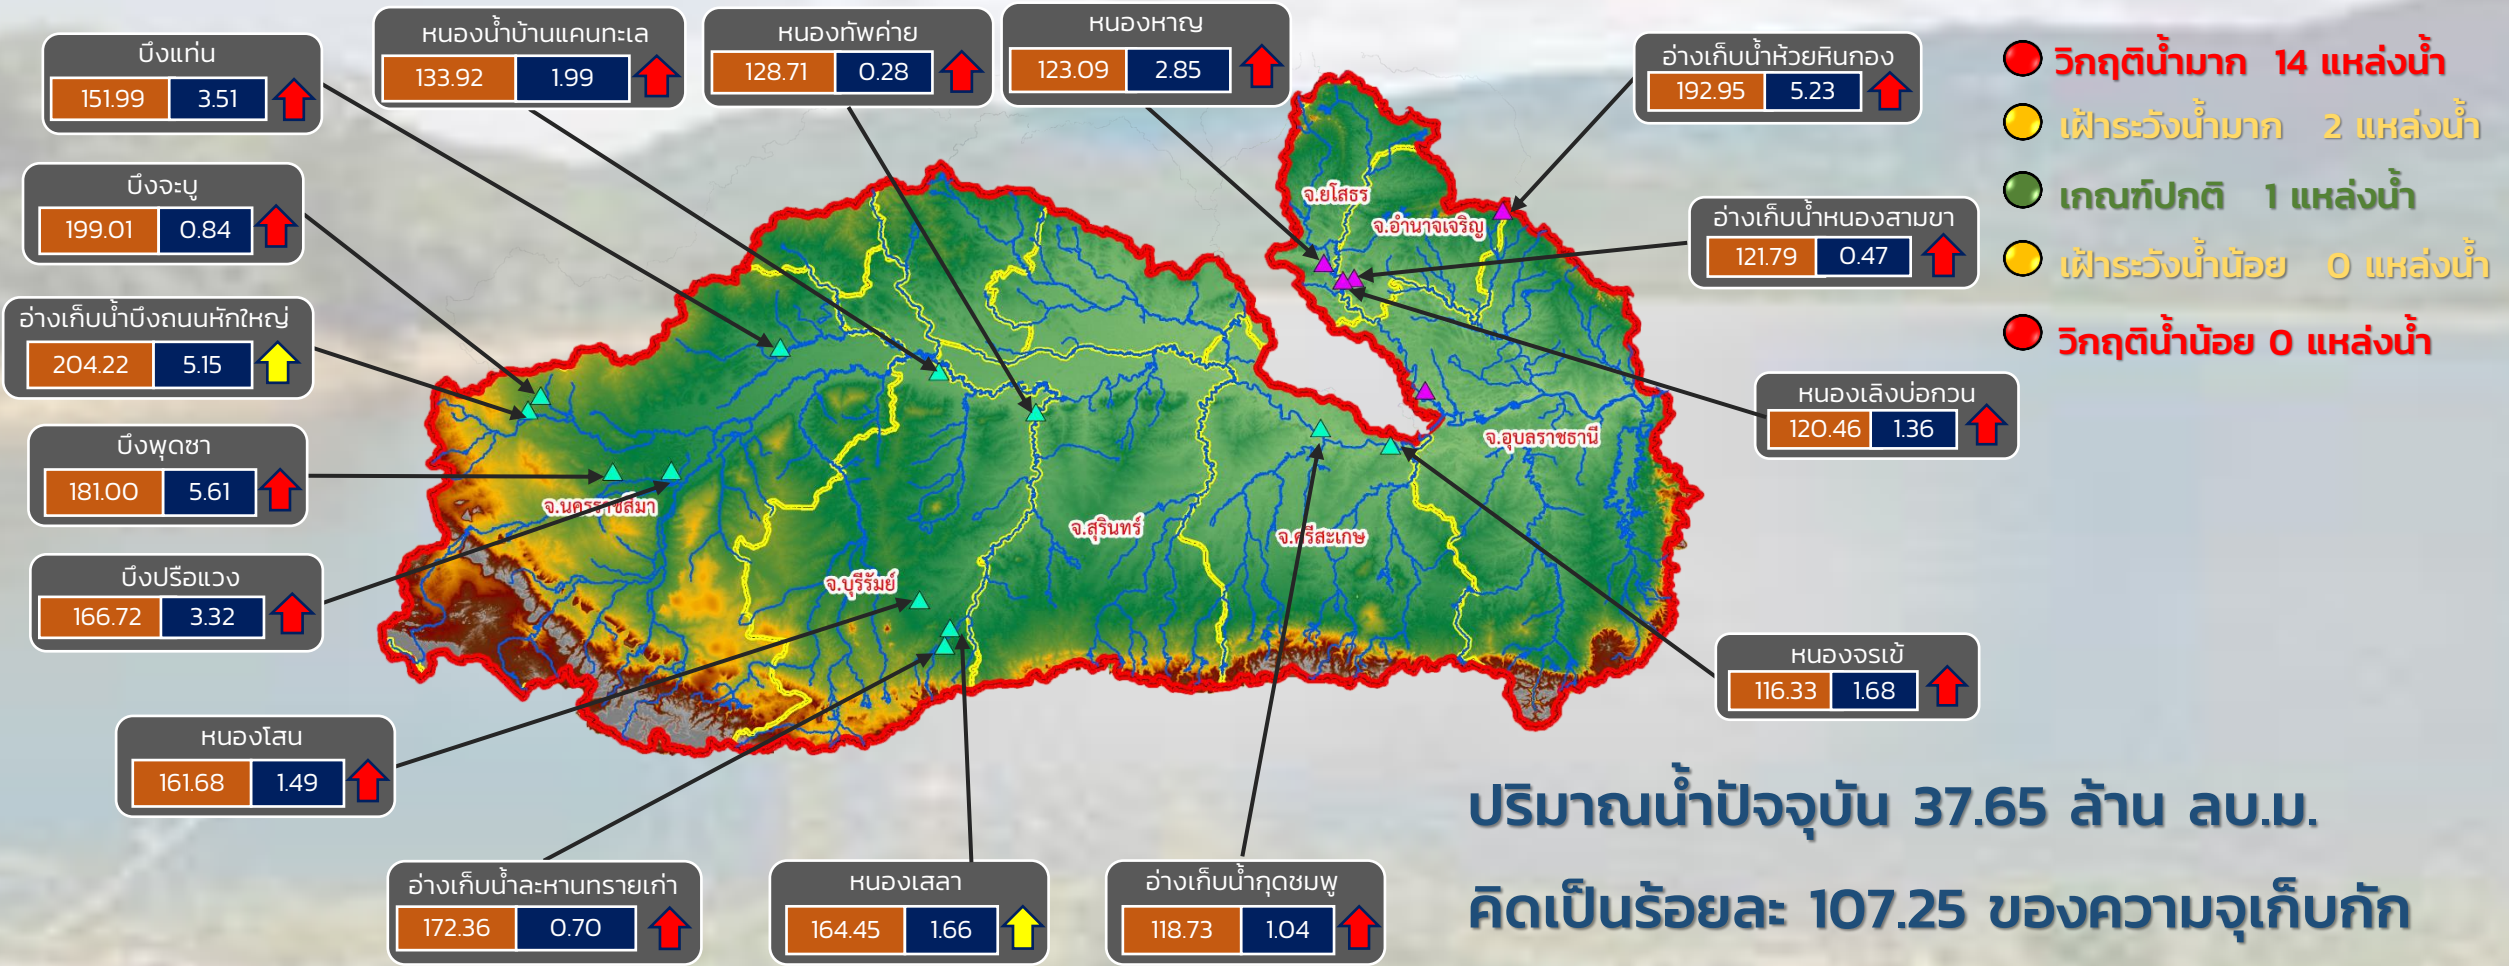 บึงแท่น
151.99 3.51
หนองน้ำบ้านแคนทะเล
133.92 1.99
หนองทัพค่าย
128.71 0.28
หนองหาญ
123.09 2.85
อ่างเก็บน้ำห้วยหินกอง
192.95 5.23
วิกฤติน้ำมาก 14 แหล่งน้ำ
เฝ้าระวังน้ำมาก 2 แหล่งน้ำ
เกณฑ์ปกติ 1 แหล่งน้ำ
เฝ้าระวังน้ำน้อย 0 แหล่งน้ำ
วิกฤติน้ำน้อย 0 แหล่งน้ำ
บึงจะบู
199.01 0.84
อ่างเก็บน้ำบึงถนนหักใหญ่
204.22 5.15
บึงพุดซา
181.00 5.61
บึงปรือแวง
166.72 3.32
หนองโสน
161.68 1.49
อ่างเก็บน้ำละหานทรายเก่า
172.36 0.70
หนองเสลา
164.45 1.66
อ่างเก็บน้ำกุดชมพู
118.73 1.04
อ่างเก็บน้ำหนองสามขา
121.79 0.47
หนองเลิงบ่อกวน
120.46 1.36
หนองจรเข้
116.33 1.68
จ.ยโสธร
จ.อำนาจเจริญ
จ.อุบลราชธานี
จ.นครราชสีมา
จ.สุรินทร์
จ.ศรีสะเกษ
จ.บุรีรัมย์
ปริมาณน้ำปัจจุบัน 37.65 ล้าน ลบ.ม.
คิดเป็นร้อยละ 107.25 ของความจุเก็บกัก